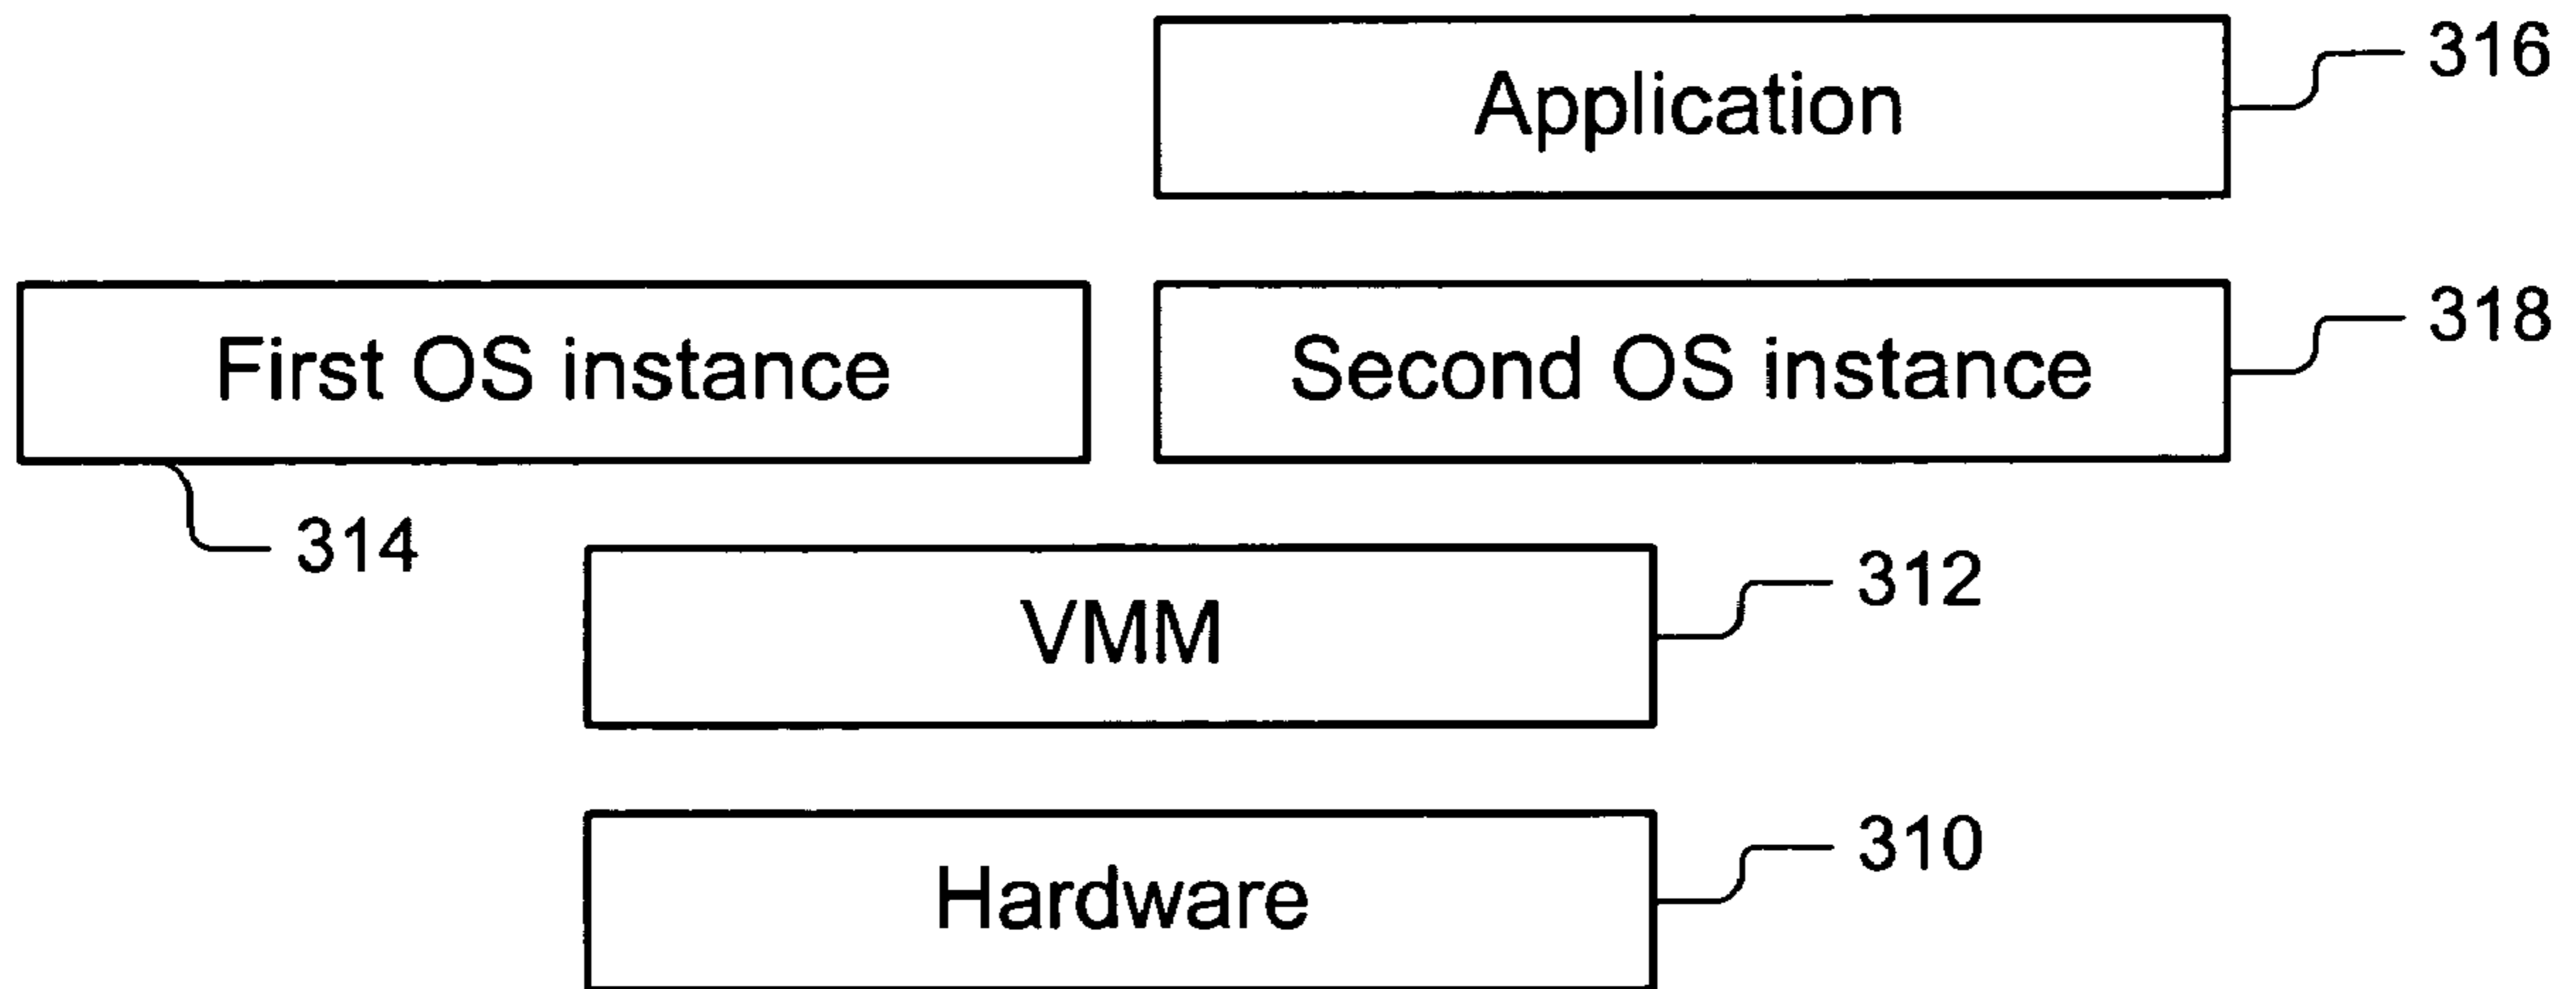 Application
316
First OS instance
Second OS instance
318
314
VMM
312
Hardware
310